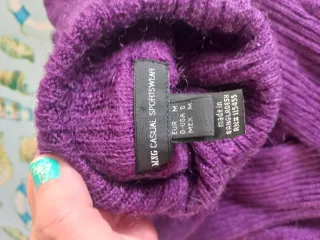 MNG CASUAL SPORTSWEAR
EUR M
D-USA S
MEX M
made in
BANGLADESH